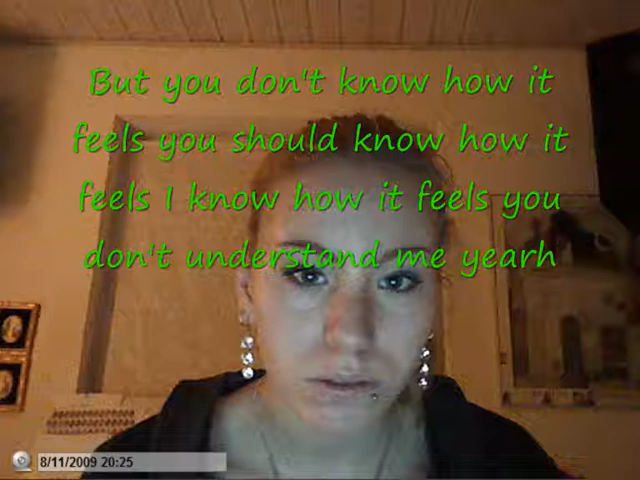 But you don't know how it
feels you should know how it
feels I know how it feels you
don't understand me yearh
8/11/2009 20:25